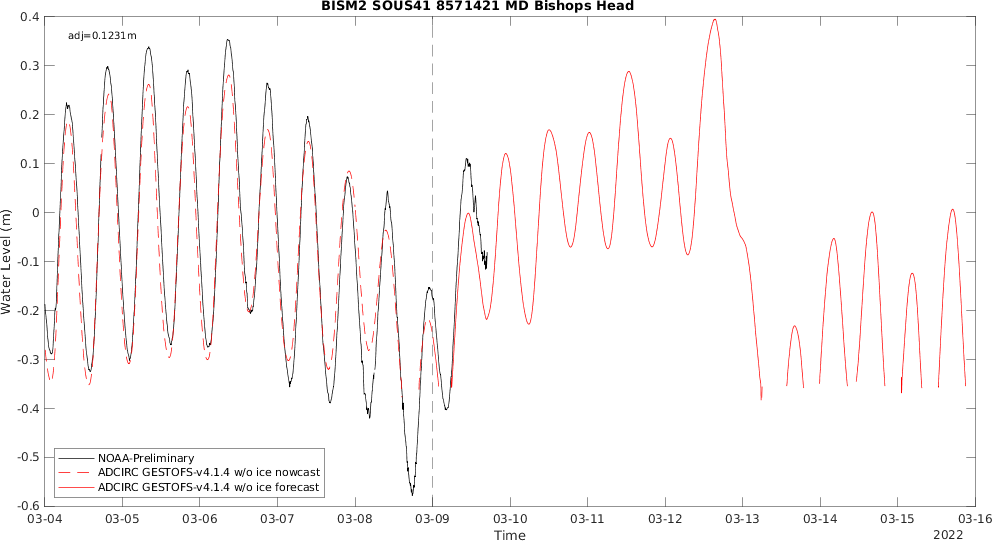 BISM2 SOUS41 8571421 MD Bishops Head
adj=0.1231m
0.4
0.3
0.2
0.1
0
-0.1
-0.2
-0.3
-0.4
-0.5
-0.6
Water Level (m)
NOAA-Preliminary
ADCIRC GESTOFS-v4.1.4 w/o ice nowcast
ADCIRC GESTOFS-v4.1.4 w/o ice forecast
03-04 03-05 03-06 03-07 03-08 03-09 03-10 03-11 03-12 03-13 03-14 03-15 03-16
Time
2022